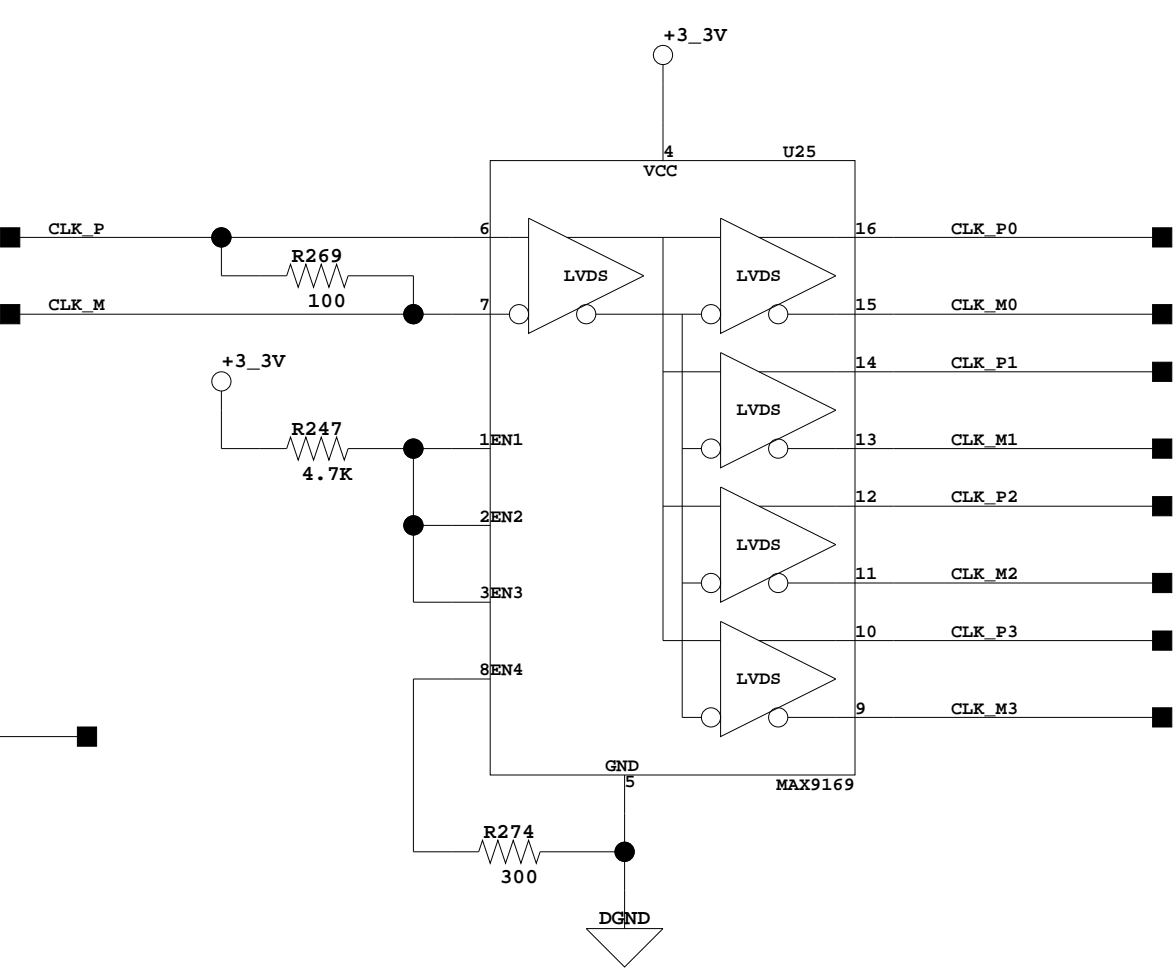 +3_3V
4
U25
VCC
CLK_P
6
16
CLK_P0
R269
LVDS
LVDS
100
CLK_M
7
15
CLK_M0
+3_3V
14
CLK_P1
LVDS
R247
1EN1
13
CLK_M1
4.7K
12
CLK_P2
2EN2
LVDS
11
CLK_M2
3EN3
10
CLK_P3
8EN4
LVDS
9
CLK_M3
GND
5
MAX9169
R274
300
DGND